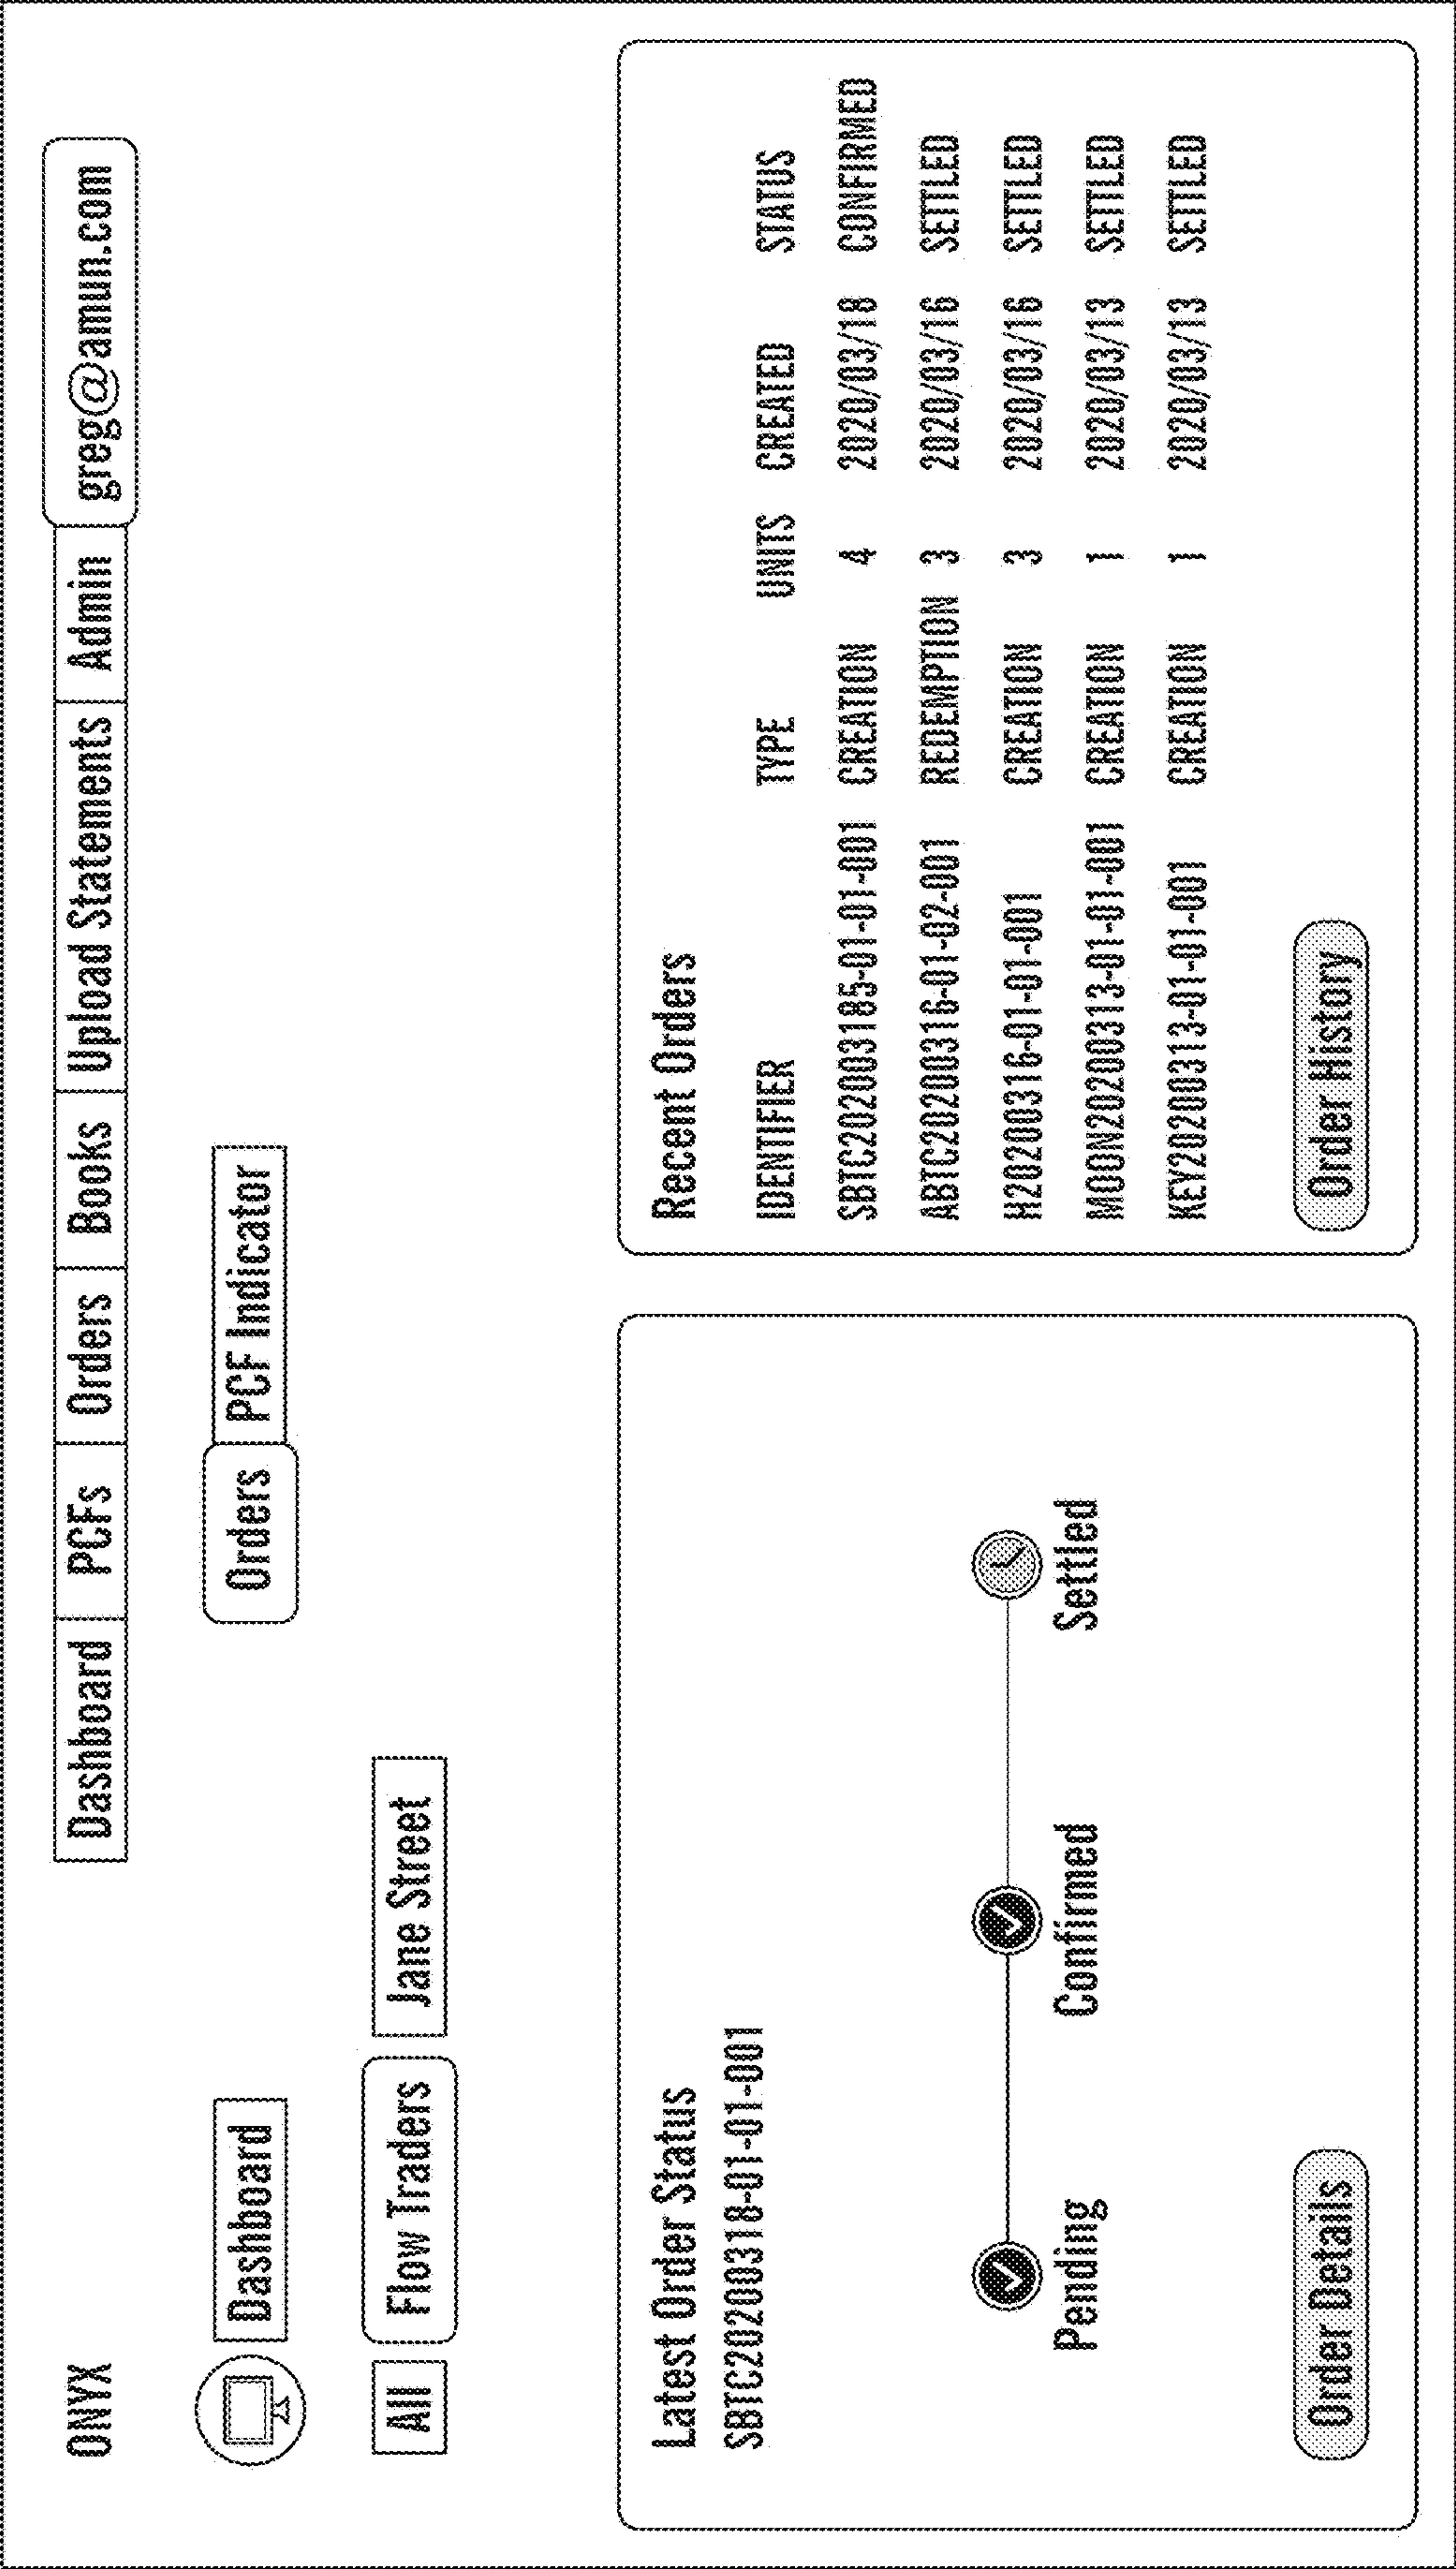 ONYX Dashboard PCFs Orders Books Upload Statements Admin greg@amun.com
Dashboard Orders PCF Indicator
All Flow Traders Jane Street
Latest Order Status
SBTC20200318-01-01-001
Pending Confirmed Settled
Order Details
Recent Orders
IDENTIFIER TYPE UNITS CREATED STATUS
SBTC202003185-01-01-001 CREATION 4 2020/03/18 CONFIRMED
ABTC20200316-01-02-001 REDEMPTION 3 2020/03/16 SETTLED
H20200316-01-01-001 CREATION 3 2020/03/16 SETTLED
MOON20200313-01-01-001 CREATION 1 2020/03/13 SETTLED
KEY20200313-01-01-001 CREATION 1 2020/03/13 SETTLED
Order History